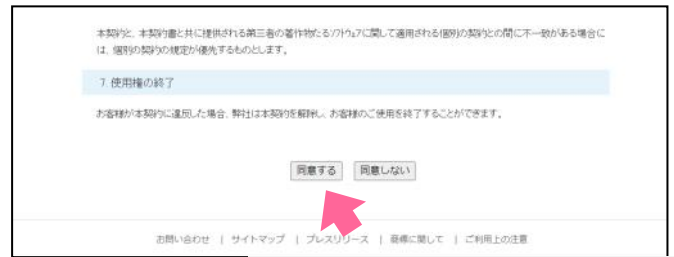 本契約と、本契約書と共に提供される第三者の著作物たるソフトウェアに関して適用される個別の契約との間に不一致がある場合に
は、個別の契約の規定が優先するものとします。
7. 使用権の終了
お客様が本契約に違反した場合、弊社は本契約を解除し、お客様のご使用を終了することができます。
同意する 同意しない
お問い合わせ | サイトマップ | プレスリリース | 商標に関して | ご利用上の注意